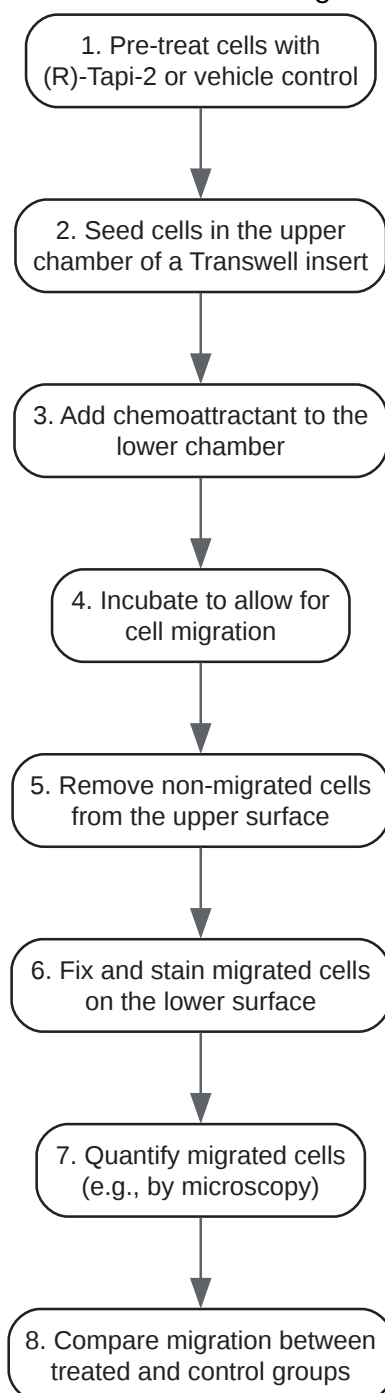 1. Pre-treat cells with
(R)-Tapi-2 or vehicle control
2. Seed cells in the upper
chamber of a Transwell insert
3. Add chemoattractant to the
lower chamber
4. Incubate to allow for
cell migration
5. Remove non-migrated cells
from the upper surface
6. Fix and stain migrated cells
on the lower surface
7. Quantify migrated cells
(e.g., by microscopy)
8. Compare migration between
treated and control groups